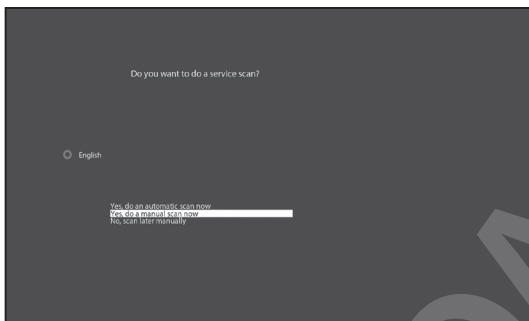 Do you want to do a service scan?
English
Yes, do an automatic scan now
Yes, do a manual scan now
No, scan later manually